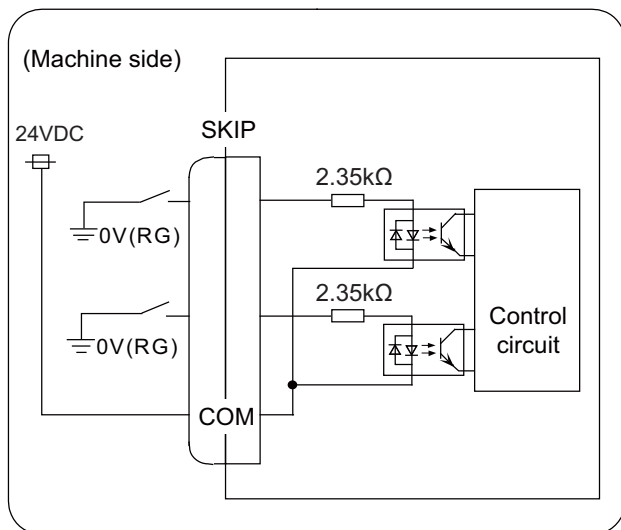 (Machine side)
24VDC
SKIP
2.35kΩ
0V(RG)
2.35kΩ
0V(RG)
Control
circuit
COM